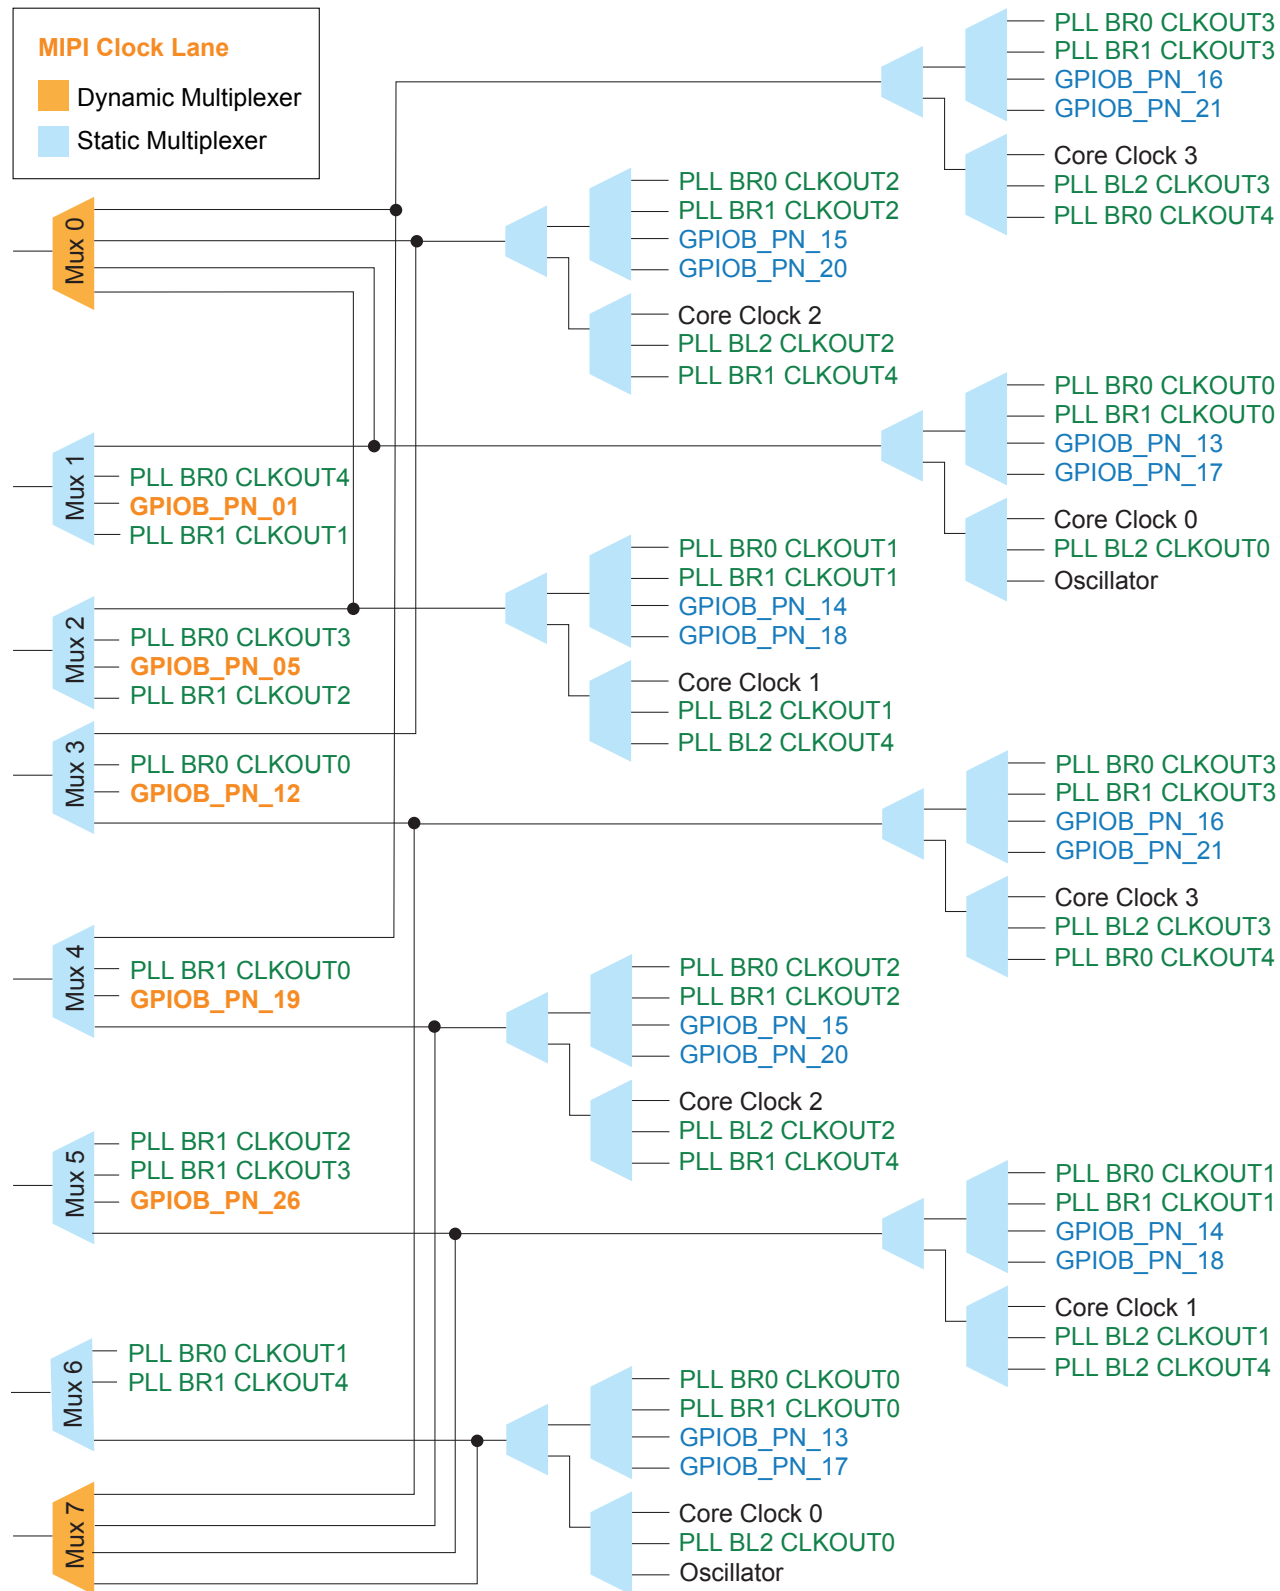 MIPI Clock Lane
Dynamic Multiplexer
Static Multiplexer
PLL BR0 CLKOUT3
PLL BR1 CLKOUT3
GPIOB_PN_16
GPIOB_PN_21
Core Clock 3
PLL BL2 CLKOUT3
PLL BR0 CLKOUT4
Mux 0
PLL BR0 CLKOUT2
PLL BR1 CLKOUT2
GPIOB_PN_15
GPIOB_PN_20
Core Clock 2
PLL BL2 CLKOUT2
PLL BR1 CLKOUT4
PLL BR0 CLKOUT0
PLL BR1 CLKOUT0
GPIOB_PN_13
GPIOB_PN_17
Core Clock 0
PLL BL2 CLKOUT0
Oscillator
Mux 1
PLL BR0 CLKOUT4
GPIOB_PN_01
PLL BR1 CLKOUT1
PLL BR0 CLKOUT1
PLL BR1 CLKOUT1
GPIOB_PN_14
GPIOB_PN_18
Core Clock 1
PLL BL2 CLKOUT1
PLL BL2 CLKOUT4
Mux 2
PLL BR0 CLKOUT3
GPIOB_PN_05
PLL BR1 CLKOUT2
Mux 3
PLL BR0 CLKOUT0
GPIOB_PN_12
PLL BR0 CLKOUT3
PLL BR1 CLKOUT3
GPIOB_PN_16
GPIOB_PN_21
Core Clock 3
PLL BL2 CLKOUT3
PLL BR0 CLKOUT4
Mux 4
PLL BR1 CLKOUT0
GPIOB_PN_19
PLL BR0 CLKOUT2
PLL BR1 CLKOUT2
GPIOB_PN_15
GPIOB_PN_20
Core Clock 2
PLL BL2 CLKOUT2
PLL BR1 CLKOUT4
Mux 5
PLL BR1 CLKOUT2
PLL BR1 CLKOUT3
GPIOB_PN_26
PLL BR0 CLKOUT1
PLL BR1 CLKOUT1
GPIOB_PN_14
GPIOB_PN_18
Core Clock 1
PLL BL2 CLKOUT1
PLL BL2 CLKOUT4
Mux 6
PLL BR0 CLKOUT1
PLL BR1 CLKOUT4
PLL BR0 CLKOUT0
PLL BR1 CLKOUT0
GPIOB_PN_13
GPIOB_PN_17
Core Clock 0
PLL BL2 CLKOUT0
Oscillator
Mux 7